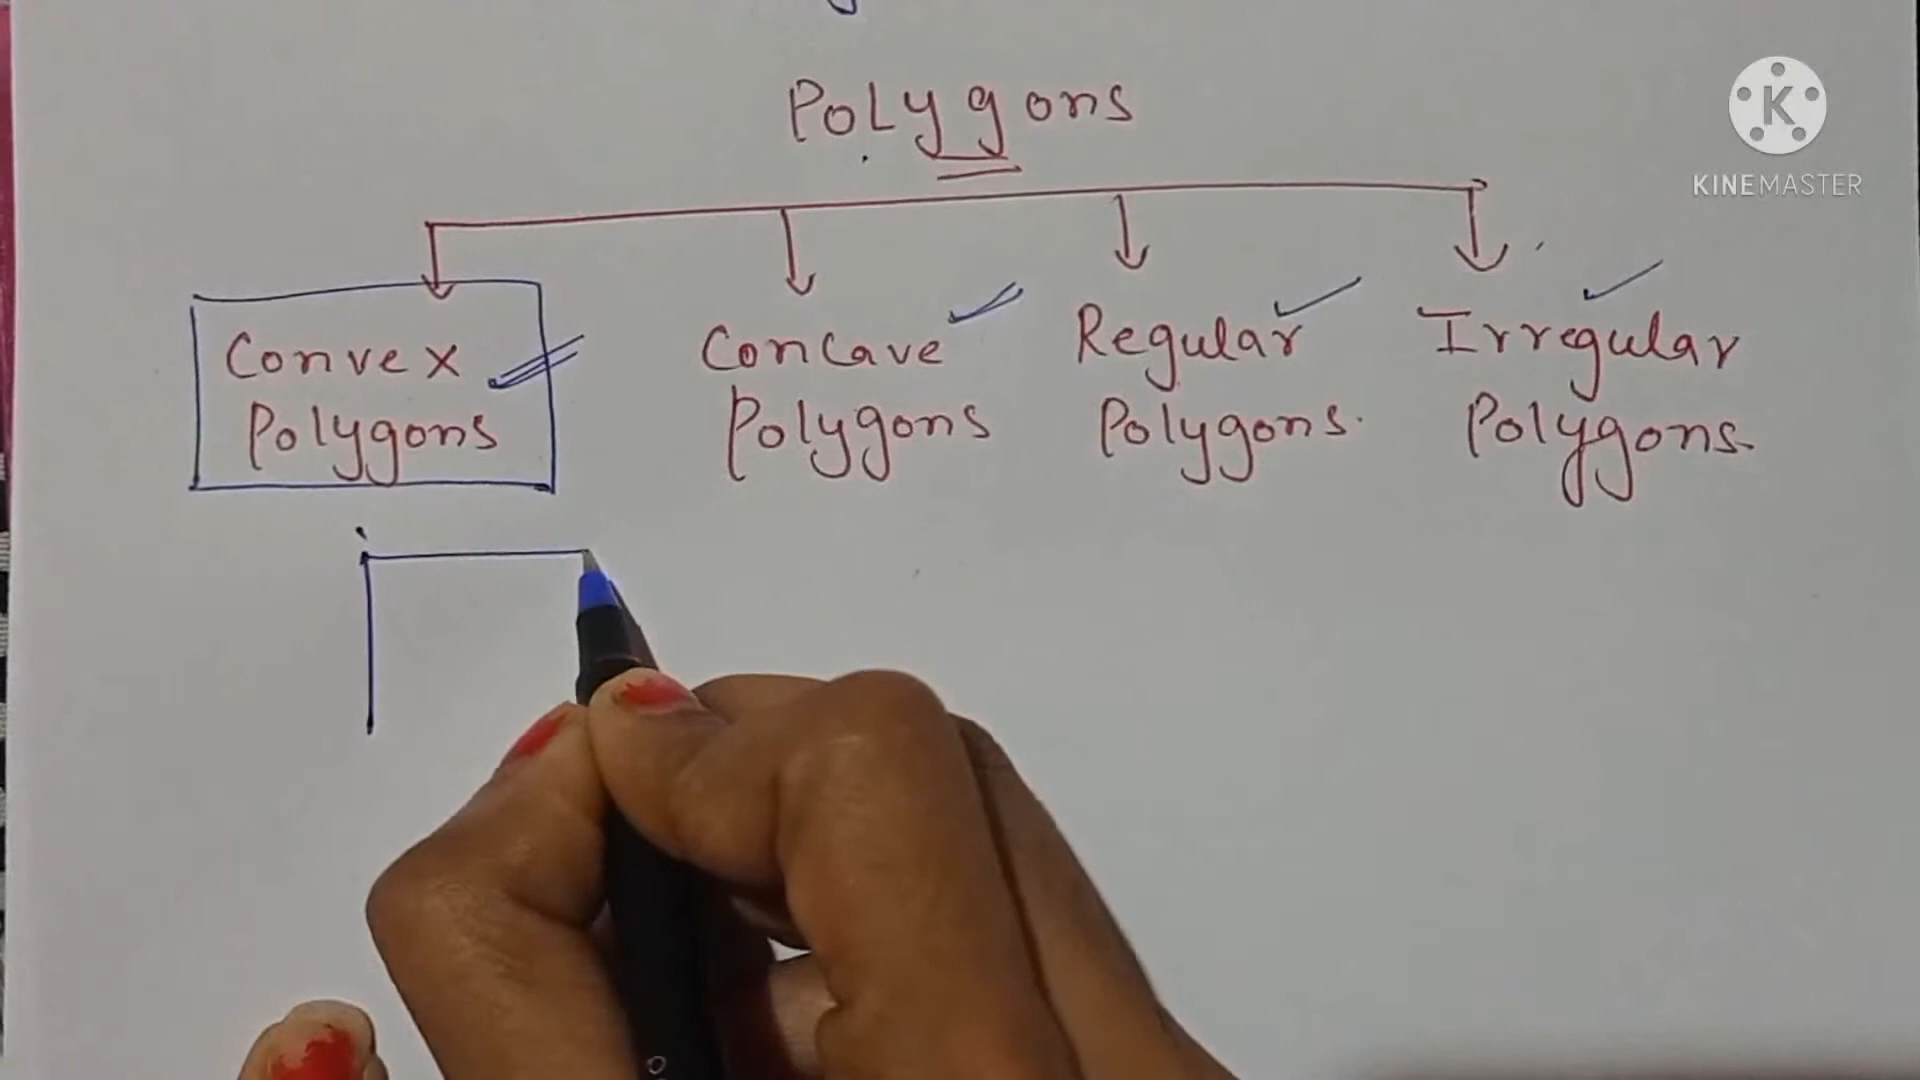 Polygons
K
KINEMASTER
Convex
Polygons
Concave
Polygons
Regular
Polygons.
Irregular
Polygons.